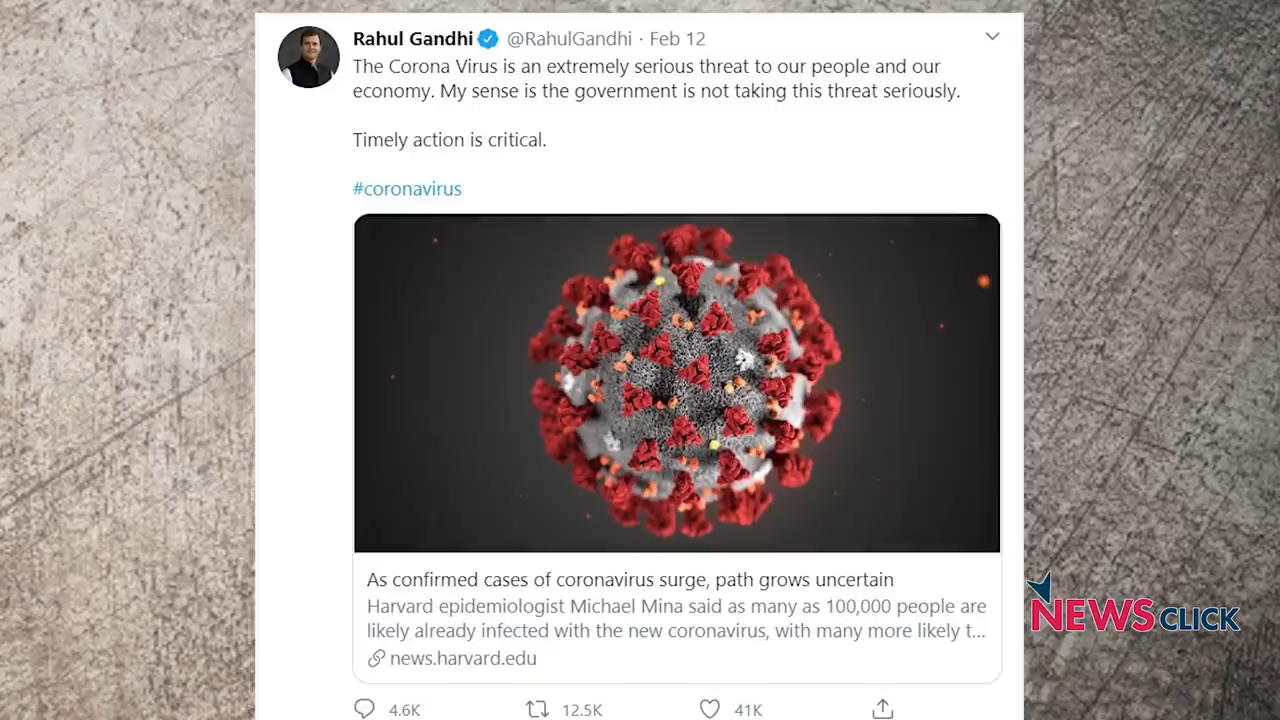 Rahul Gandhi @RahulGandhi · Feb 12
The Corona Virus is an extremely serious threat to our people and our
economy. My sense is the government is not taking this threat seriously.
Timely action is critical.
#coronavirus
As confirmed cases of coronavirus surge, path grows uncertain
Harvard epidemiologist Michael Mina said as many as 100,000 people are
likely already infected with the new coronavirus, with many more likely t...
news.harvard.edu
NEWSCLICK
4.6K 12.5K 41K